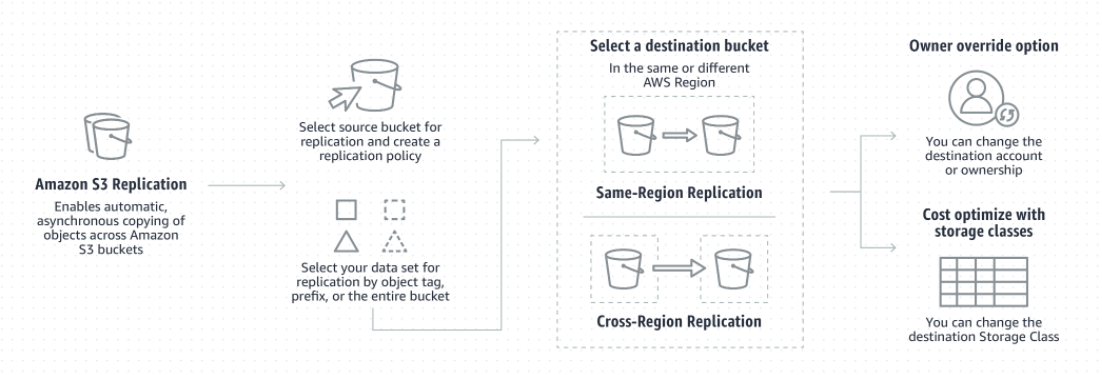 Amazon S3 Replication
Enables automatic,
asynchronous copying of
objects across Amazon
S3 buckets
Select source bucket for
replication and create a
replication policy
Select your data set for
replication by object tag,
prefix, or the entire bucket
Select a destination bucket
In the same or different
AWS Region
Same-Region Replication
Cross-Region Replication
Owner override option
You can change the
destination account
or ownership
Cost optimize with
storage classes
You can change the
destination Storage Class